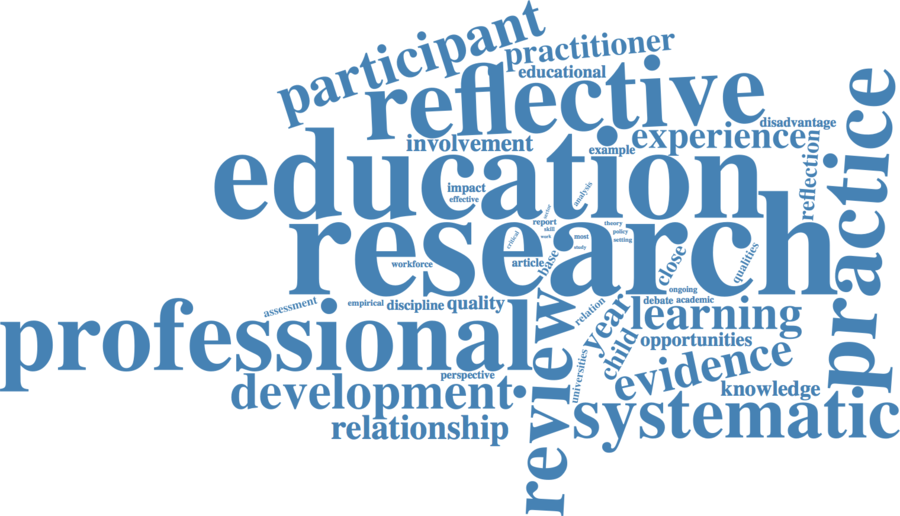 participant
practitioner
educational
reflective
disadvantage
involvement
experience
example
education
reflection
practice
impact
effective
analysis
research
report
skill
work
critical
most
study
theory
policy
setting
workforce
article
base
close
qualities
ongoing
assessment
empirical
discipline
quality
professional
review
relation
year
debate
academic
learning
child
opportunities
universities
evidence
perspective
development
knowledge
systematic
relationship